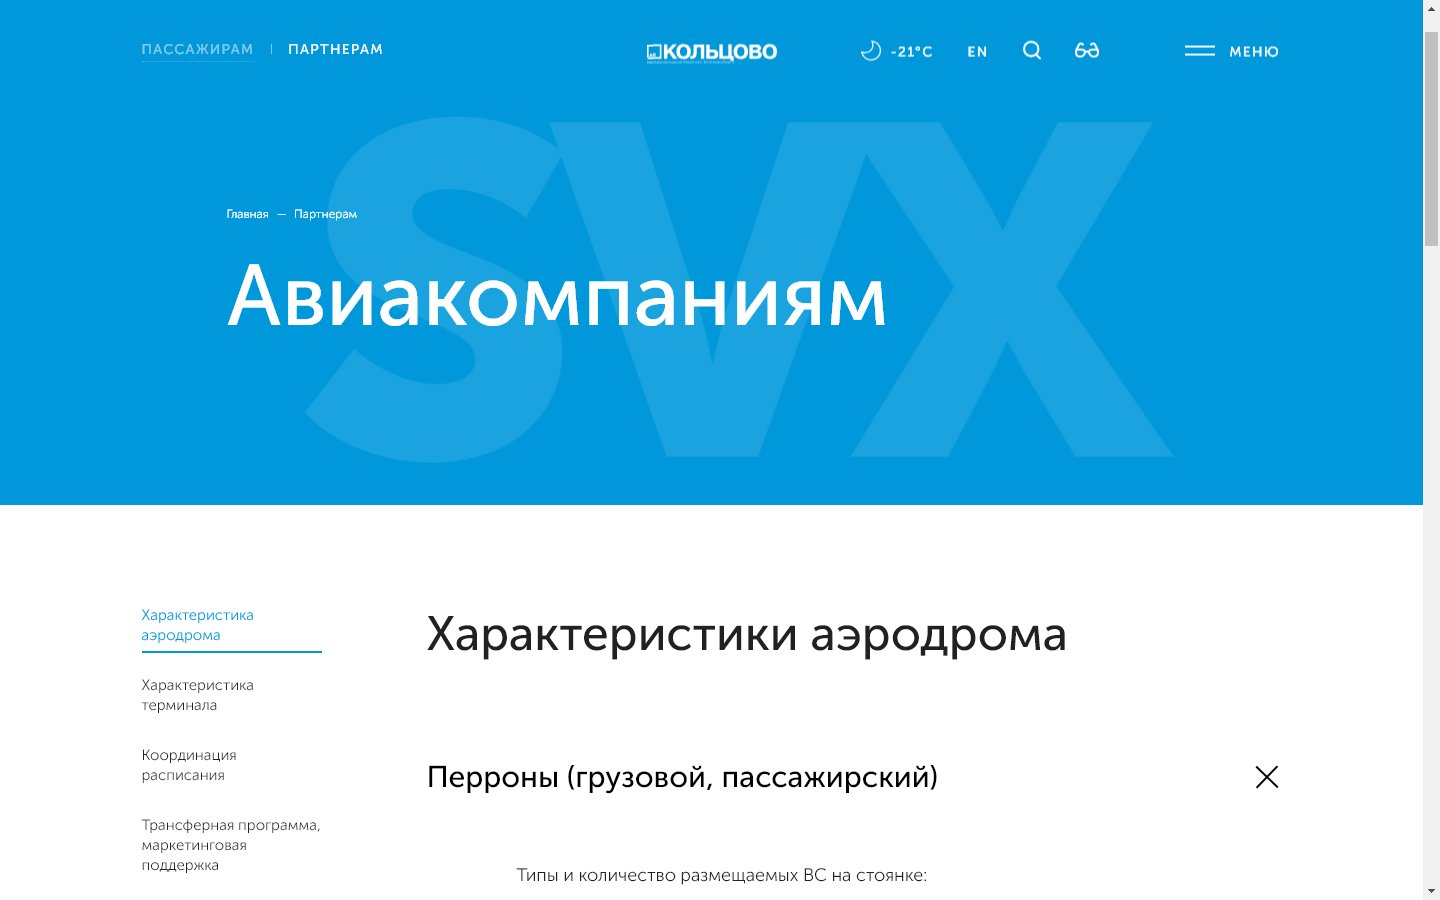 ПАССАЖИРАМ
ПАРТНЕРАМ
КОЛЬЦОВО
-21°C
EN
МЕНЮ
SVX
Главная — Партнерам
Авиакомпаниям
Характеристика
аэродрома
Характеристика
терминала
Координация
расписания
Трансферная программа,
маркетинговая
поддержка
Характеристики аэродрома
Перроны (грузовой, пассажирский)
Типы и количество размещаемых ВС на стоянке: